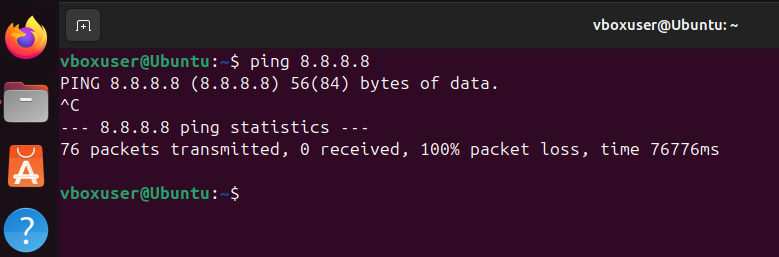 vboxuser@Ubuntu: ~
vboxuser@Ubuntu:~$ ping 8.8.8.8
PING 8.8.8.8 (8.8.8.8) 56(84) bytes of data.
^C
--- 8.8.8.8 ping statistics ---
76 packets transmitted, 0 received, 100% packet loss, time 76776ms
vboxuser@Ubuntu:~$